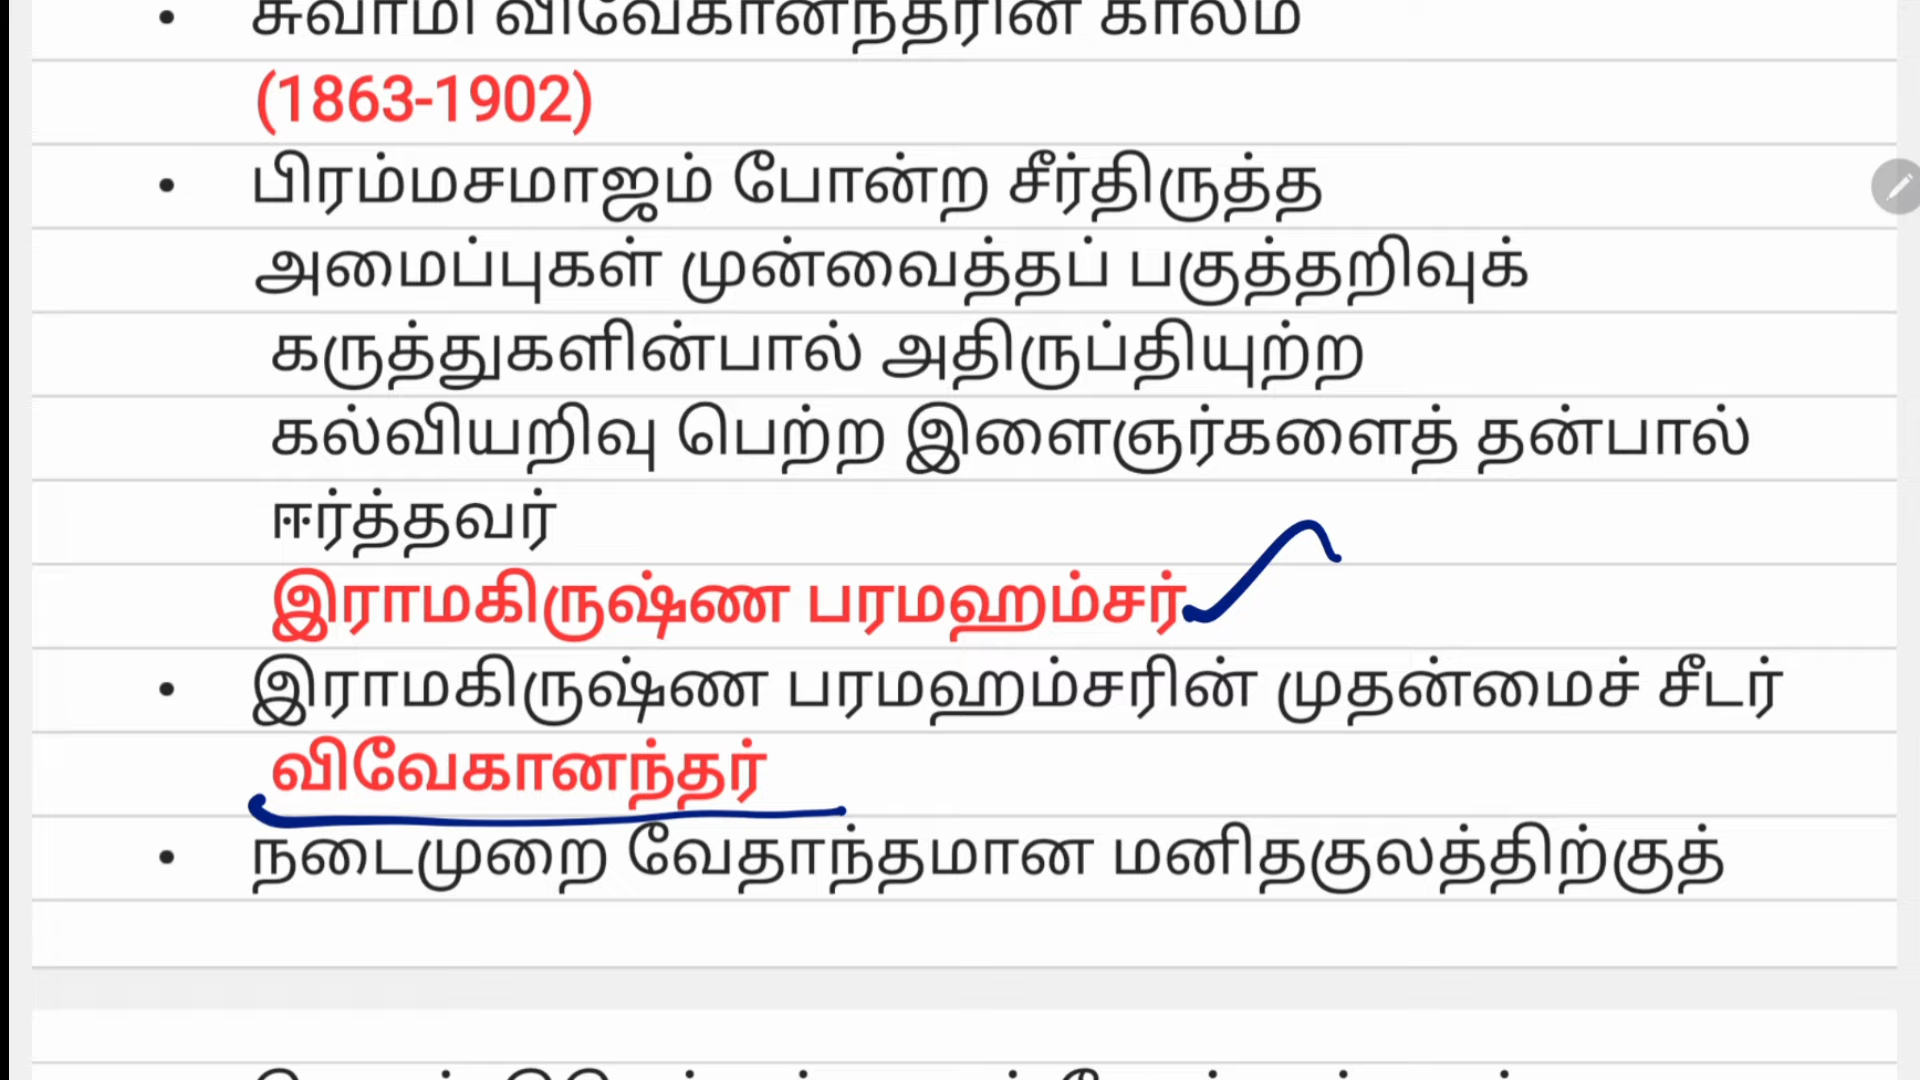 சுவாமி விவேகானந்தரின் காலம்
(1863-1902)
பிரம்மசமாஜம் போன்ற சீர்திருத்த
அமைப்புகள் முன்வைத்தப் பகுத்தறிவுக்
கருத்துகளின்பால் அதிருப்தியுற்ற
கல்வியறிவு பெற்ற இளைஞர்களைத் தன்பால்
ஈர்த்தவர்
இராமகிருஷ்ண பரமஹம்சர்
இராமகிருஷ்ண பரமஹம்சரின் முதன்மைச் சீடர்
விவேகானந்தர்
நடைமுறை வேதாந்தமான மனிதகுலத்திற்குத்